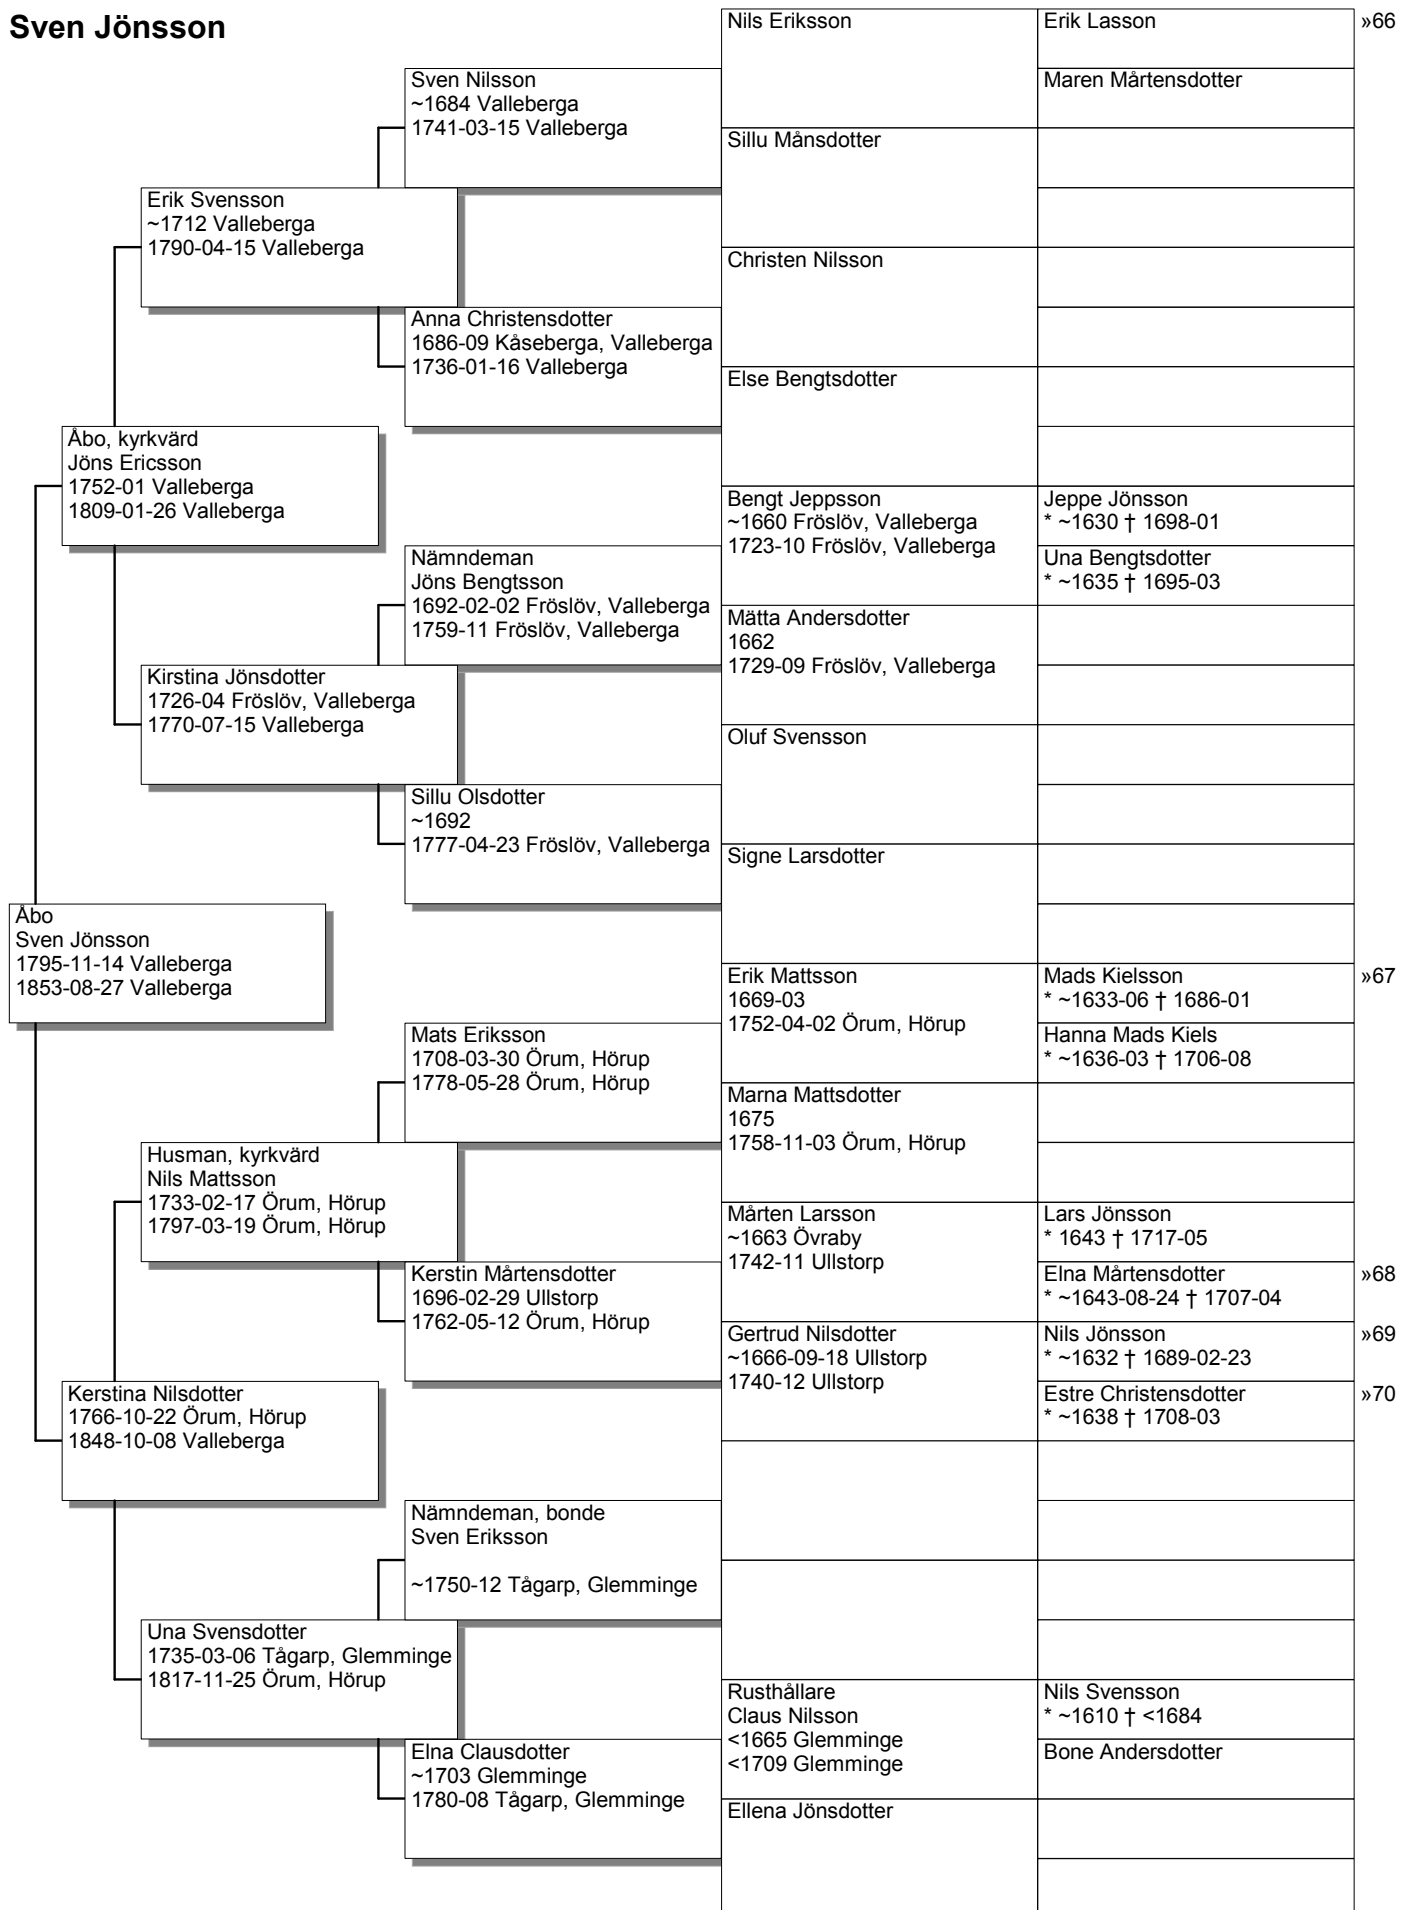 Sven Jönsson
Åbo
Sven Jönsson
1795-11-14 Valleberga
1853-08-27 Valleberga
Åbo, kyrkvärd
Jöns Ericsson
1752-01 Valleberga
1809-01-26 Valleberga
Kerstina Nilsdotter
1766-10-22 Örum, Hörup
1848-10-08 Valleberga
Erik Svensson
~1712 Valleberga
1790-04-15 Valleberga
Kirstina Jönsdotter
1726-04 Fröslöv, Valleberga
1770-07-15 Valleberga
Husman, kyrkvärd
Nils Mattsson
1733-02-17 Örum, Hörup
1797-03-19 Örum, Hörup
Una Svensdotter
1735-03-06 Tågarp, Glemminge
1817-11-25 Örum, Hörup
Sven Nilsson
~1684 Valleberga
1741-03-15 Valleberga
Anna Christensdotter
1686-09 Kåseberga, Valleberga
1736-01-16 Valleberga
Nämndeman
Jöns Bengtsson
1692-02-02 Fröslöv, Valleberga
1759-11 Fröslöv, Valleberga
Sillu Olsdotter
~1692
1777-04-23 Fröslöv, Valleberga
Mats Eriksson
1708-03-30 Örum, Hörup
1778-05-28 Örum, Hörup
Kerstin Mårtensdotter
1696-02-29 Ullstorp
1762-05-12 Örum, Hörup
Nämndeman, bonde
Sven Eriksson
~1750-12 Tågarp, Glemminge
Elna Clausdotter
~1703 Glemminge
1780-08 Tågarp, Glemminge
Nils Eriksson
Sillu Månsdotter
Christen Nilsson
Else Bengtsdotter
Bengt Jeppsson
~1660 Fröslöv, Valleberga
1723-10 Fröslöv, Valleberga
Mätta Andersdotter
1662
1729-09 Fröslöv, Valleberga
Oluf Svensson
Signe Larsdotter
Erik Mattsson
1669-03
1752-04-02 Örum, Hörup
Marna Mattsdotter
1675
1758-11-03 Örum, Hörup
Mårten Larsson
~1663 Övraby
1742-11 Ullstorp
Gertrud Nilsdotter
~1666-09-18 Ullstorp
1740-12 Ullstorp
Rusthållare
Claus Nilsson
<1665 Glemminge
<1709 Glemminge
Ellena Jönsdotter
Erik Lasson
»66
Maren Mårtensdotter
Jeppe Jönsson
* ~1630 † 1698-01
Una Bengtsdotter
* ~1635 † 1695-03
Mads Kielsson
»67
* ~1633-06 † 1686-01
Hanna Mads Kiels
* ~1636-03 † 1706-08
Lars Jönsson
* 1643 † 1717-05
Elna Mårtensdotter
»68
* ~1643-08-24 † 1707-04
Nils Jönsson
»69
* ~1632 † 1689-02-23
Estre Christensdotter
»70
* ~1638 † 1708-03
Nils Svensson
* ~1610 † <1684
Bone Andersdotter